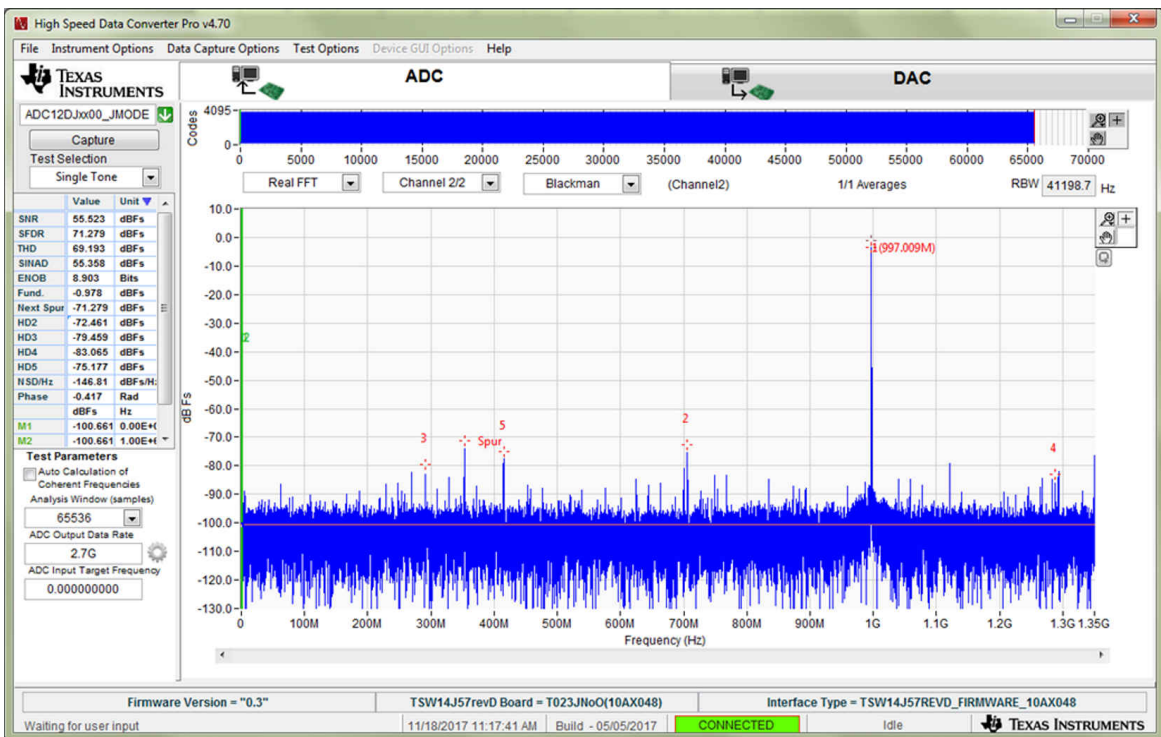 High Speed Data Converter Pro v4.70
File Instrument Options Data Capture Options Test Options Device GUI Options Help
TEXAS INSTRUMENTS
ADC
DAC
ADC12DJxx00_JMODE
Capture
Test Selection
Single Tone
Value Unit
SNR 55.523 dBFs
SFDR 71.279 dBFs
THD 69.193 dBFs
SINAD 55.358 dBFs
ENOB 8.903 Bits
Fund. -0.978 dBFs
Next Spur -71.279 dBFs
HD2 -72.461 dBFs
HD3 -79.459 dBFs
HD4 -83.065 dBFs
HD5 -75.177 dBFs
NSD/Hz -146.81 dBFs/H
Phase -0.417 Rad
dBFs Hz
M1 -100.661 0.00E+
M2 -100.661 1.00E+
Test Parameters
Auto Calculation of
Coherent Frequencies
Analysis Window (samples)
65536
ADC Output Data Rate
2.7G
ADC Input Target Frequency
0.000000000
Codes
4095
0
0 5000 10000 15000 20000 25000 30000 35000 40000 45000 50000 55000 60000 65000 70000
Real FFT Channel 2/2 Blackman (Channel2) 1/1 Averages RBW 41198.7 Hz
dBFs
10.0
0.0
-10.0
-20.0
-30.0
-40.0
-50.0
-60.0
-70.0
-80.0
-90.0
-100.0
-110.0
-120.0
-130.0
1(997.009M)
2
3
Spur
5
2
4
0 100M 200M 300M 400M 500M 600M 700M 800M 900M 1G 1.1G 1.2G 1.3G 1.35G
Frequency (Hz)
Firmware Version = "0.3" TSW14J57revD Board = T023JNoO(10AX048) Interface Type = TSW14J57REVD_FIRMWARE_10AX048
Waiting for user input 11/18/2017 11:17:41 AM Build - 05/05/2017 CONNECTED Idle TEXAS INSTRUMENTS